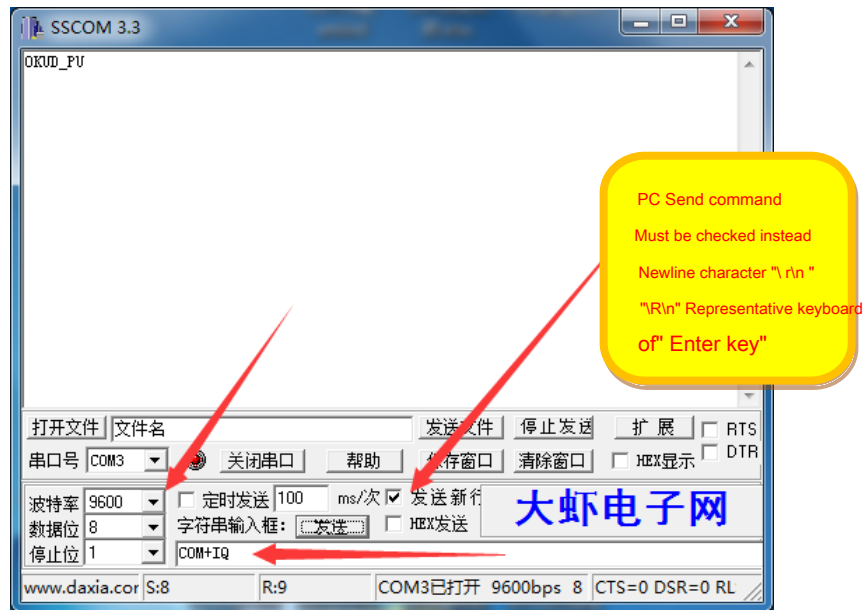 SSCOM 3.3
OKUD_PU
PC Send command
Must be checked instead
Newline character "\ r\n "
"\R\n" Representative keyboard
of" Enter key"
打开文件 文件名 发送文件 停止发送 扩 展 RTS
串口号 COM3 关闭串口 帮助 保存窗口 清除窗口 HEX显示 DTR
波特率 9600 定时发送 100 ms/次 发送新行
数据位 8 字符串输入框： 发送 HEX发送 大虾电子网
停止位 1 COM+IQ
www.daxia.cor S:8 R:9 COM3已打开 9600bps 8 CTS=0 DSR=0 RL